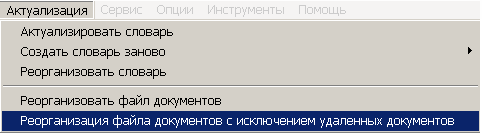 Актуализация Сервис Опции Инструменты Помощь
Актуализировать словарь
Создать словарь заново
Реорганизовать словарь
Реорганизовать файл документов
Реорганизация файла документов с исключением удаленных документов